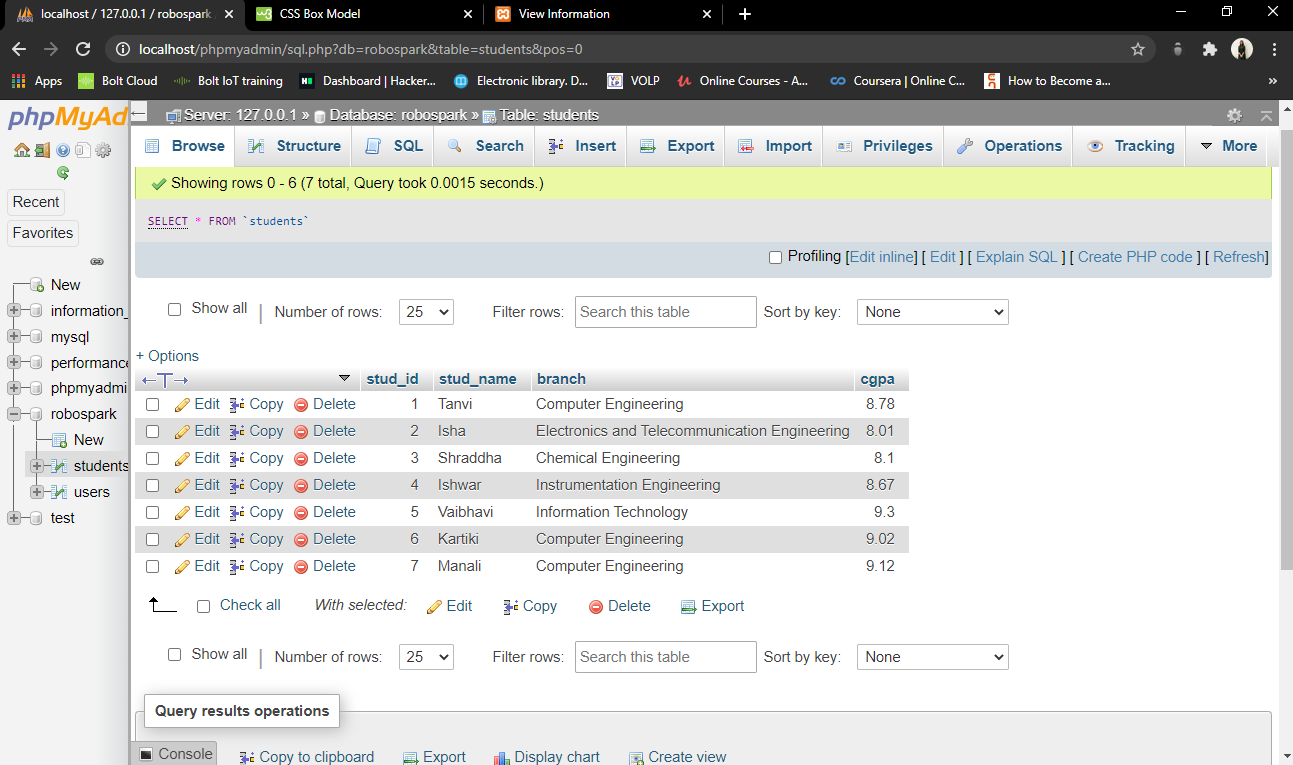 localhost / 127.0.0.1 / robospark
CSS Box Model
View Information
localhost/phpmyadmin/sql.php?db=robospark&table=students&pos=0
Apps Bolt Cloud Bolt IoT training Dashboard | Hacker... Electronic library. D... VOLP Online Courses - A... Coursera | Online C... How to Become a...
phpMyAd
Recent
Favorites
New
information_
mysql
performance
phpmyadmi
robospark
New
students
users
test
Server: 127.0.0.1 » Database: robospark » Table: students
Browse Structure SQL Search Insert Export Import Privileges Operations Tracking More
Showing rows 0 - 6 (7 total, Query took 0.0015 seconds.)
SELECT * FROM `students`
Profiling [Edit inline] [ Edit ] [ Explain SQL ] [ Create PHP code ] [ Refresh]
Show all | Number of rows: 25 Filter rows: Search this table Sort by key: None
+ Options
←T→ stud_id stud_name branch cgpa
Edit Copy Delete 1 Tanvi Computer Engineering 8.78
Edit Copy Delete 2 Isha Electronics and Telecommunication Engineering 8.01
Edit Copy Delete 3 Shraddha Chemical Engineering 8.1
Edit Copy Delete 4 Ishwar Instrumentation Engineering 8.67
Edit Copy Delete 5 Vaibhavi Information Technology 9.3
Edit Copy Delete 6 Kartiki Computer Engineering 9.02
Edit Copy Delete 7 Manali Computer Engineering 9.12
Check all With selected: Edit Copy Delete Export
Show all | Number of rows: 25 Filter rows: Search this table Sort by key: None
Query results operations
Console Copy to clipboard Export Display chart Create view